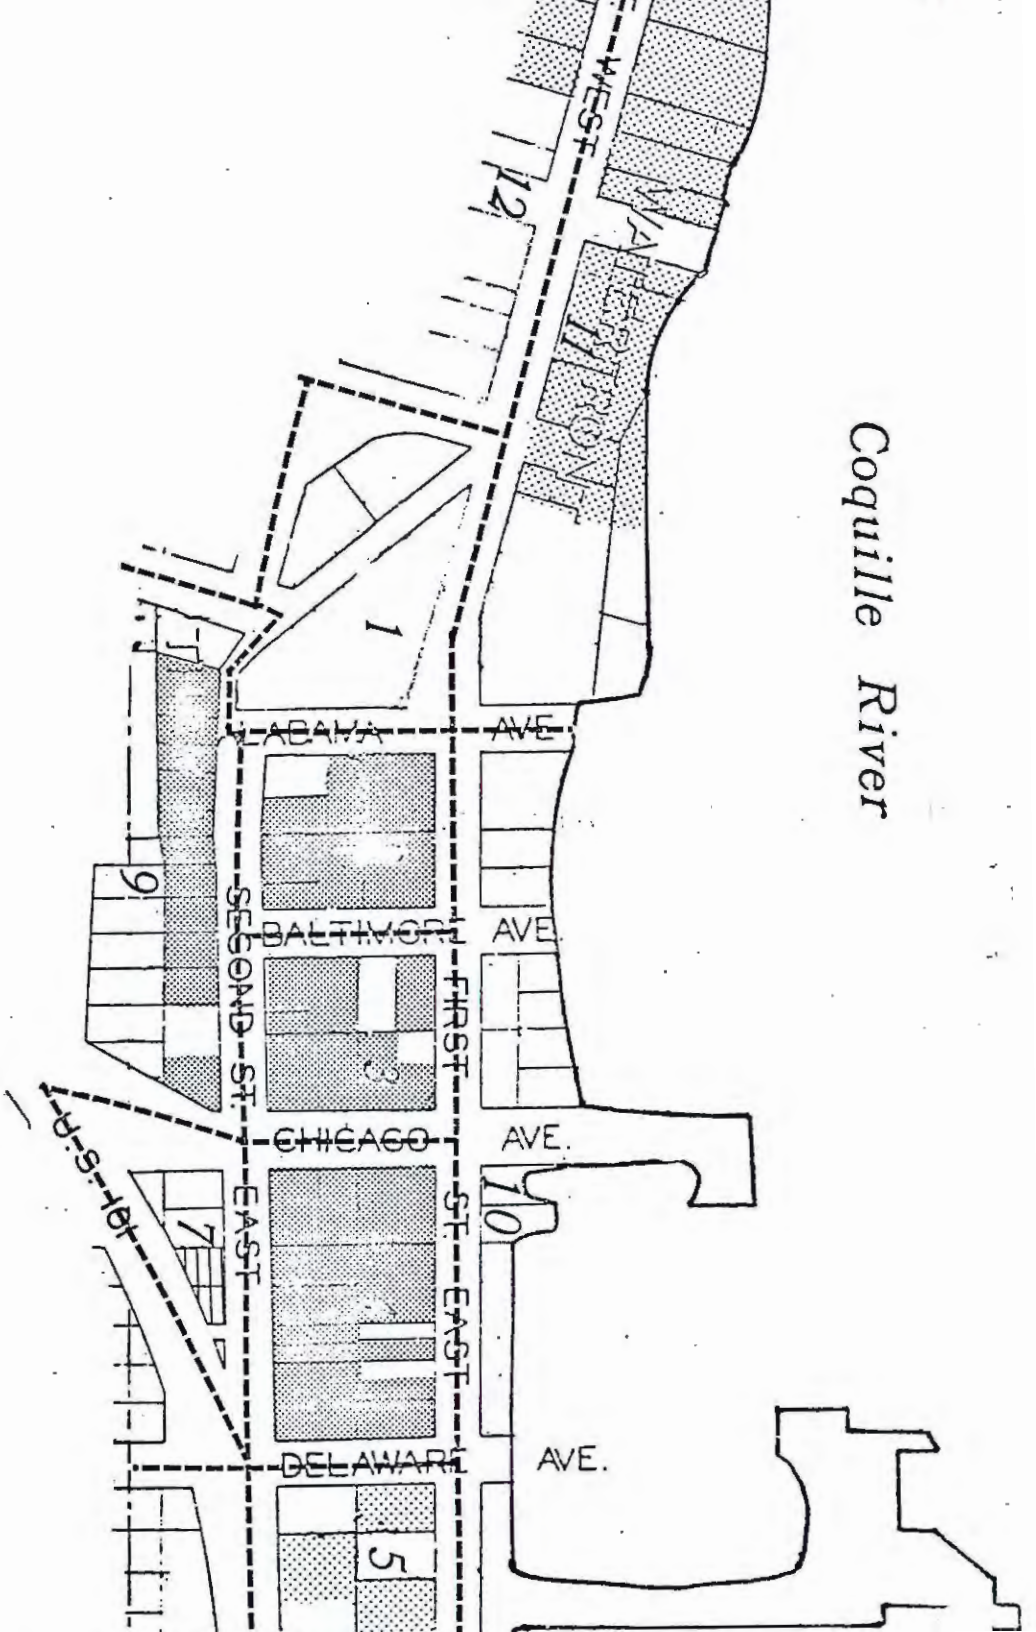 WEST
WATERFRONT
12
11
Coquille River
1
ALABAMA AVE
9
BALTIMORE AVE
SECOND ST. EAST
FIRST ST. EAST
3
CHICAGO AVE.
U.S. 101
7
10
DELAWARE AVE.
5